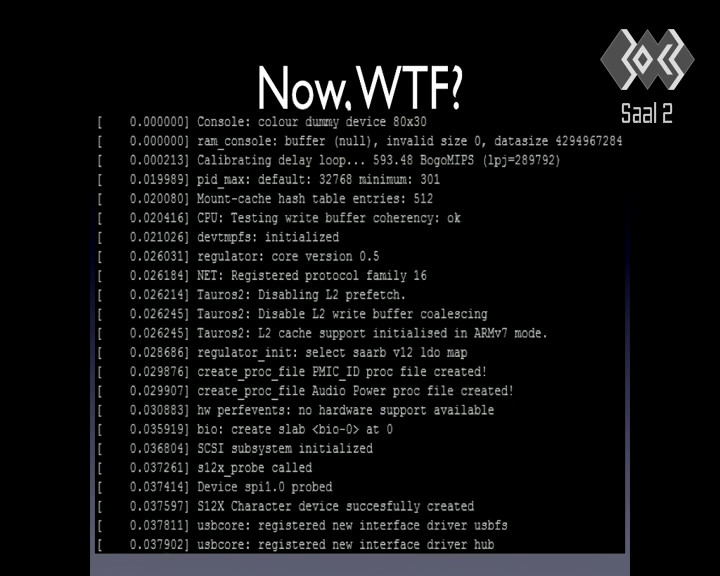 Now, WTF?
Saal 2
[    0.000000] Console: colour dummy device 80x30
[    0.000000] ram_console: buffer (null), invalid size 0, datasize 4294967284
[    0.000213] Calibrating delay loop... 593.48 BogoMIPS (lpj=289792)
[    0.019989] pid_max: default: 32768 minimum: 301
[    0.020080] Mount-cache hash table entries: 512
[    0.020416] CPU: Testing write buffer coherency: ok
[    0.021026] devtmpfs: initialized
[    0.026031] regulator: core version 0.5
[    0.026184] NET: Registered protocol family 16
[    0.026214] Tauros2: Disabling L2 prefetch.
[    0.026245] Tauros2: Disable L2 write buffer coalescing
[    0.026245] Tauros2: L2 cache support initialised in ARMv7 mode.
[    0.028686] regulator_init: select saarb v12 ldo map
[    0.029876] create_proc_file PMIC_ID proc file created!
[    0.029907] create_proc_file Audio Power proc file created!
[    0.030883] hw perfevents: no hardware support available
[    0.035919] bio: create slab <bio-0> at 0
[    0.036804] SCSI subsystem initialized
[    0.037261] s12x_probe called
[    0.037414] Device spi1.0 probed
[    0.037597] S12X Character device succesfully created
[    0.037811] usbcore: registered new interface driver usbfs
[    0.037902] usbcore: registered new interface driver hub